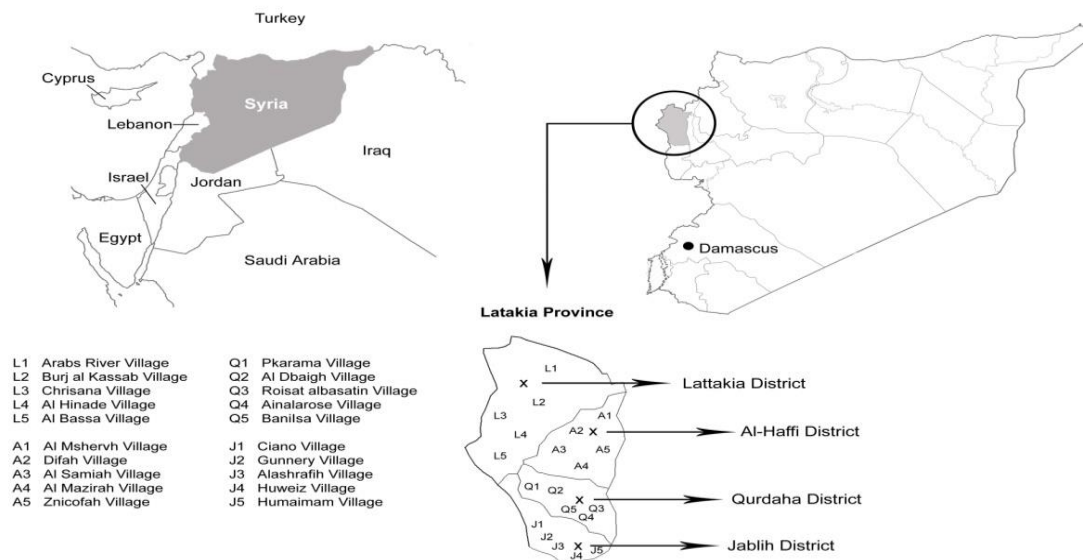 Turkey
Cyprus
Syria
Lebanon
Iraq
Israel
Jordan
Egypt
Saudi Arabia
Damascus
Latakia Province
L1 Arabs River Village
L2 Burj al Kassab Village
L3 Chrisana Village
L4 Al Hinade Village
L5 Al Bassa Village
A1 Al Mshervh Village
A2 Difah Village
A3 Al Samiah Village
A4 Al Mazirah Village
A5 Znicofah Village
Q1 Pkarama Village
Q2 Al Dbaigh Village
Q3 Roisat albasatin Village
Q4 Ainalarose Village
Q5 Banilsa Village
J1 Ciano Village
J2 Gunnery Village
J3 Alashrafih Village
J4 Huweiz Village
J5 Humaimam Village
L1
X
L2
L3
L4
L5
Lattakia District
A1
A2 X
A3 A5
A4
Al-Haffi District
Q1 Q2
X
Q5 Q3
Q4
Qurdaha District
J1
J2
J3 X J5
J4
Jablih District